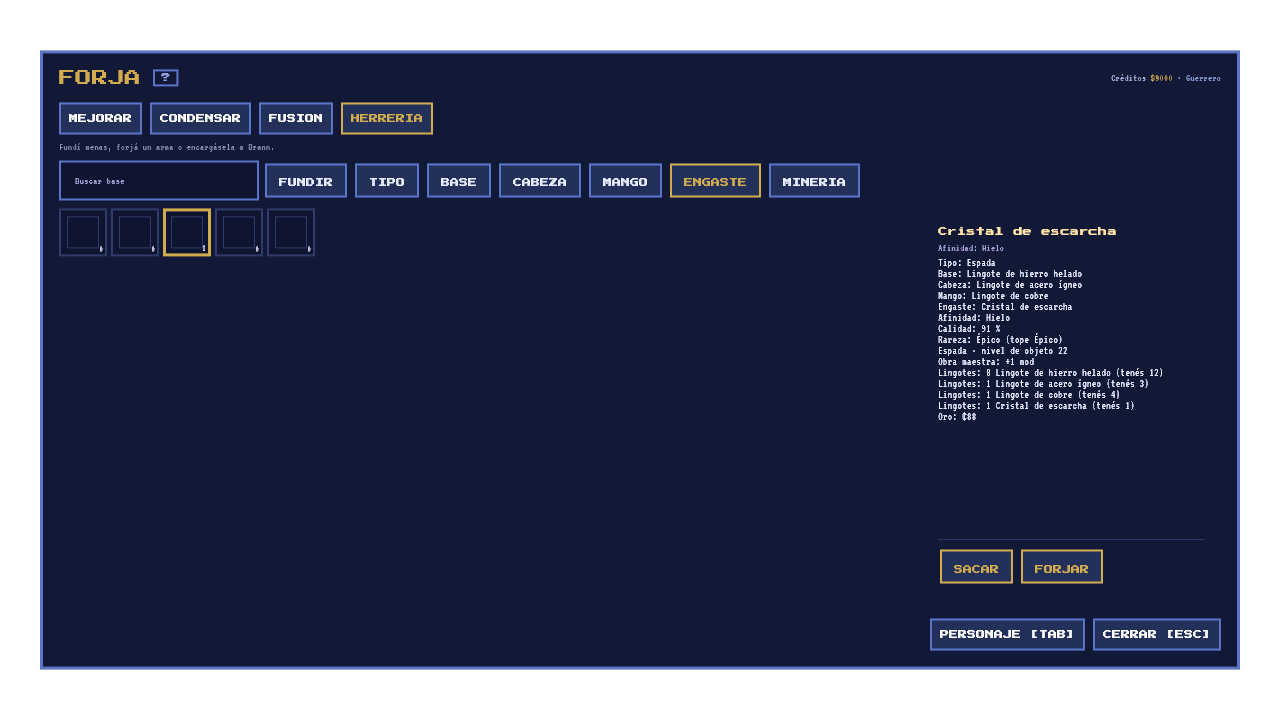 FORJA ?
Créditos $9000 · Guerrero
MEJORAR CONDENSAR FUSION HERRERIA
Fundí menas, forjá un arma o encargásela a Brann.
Buscar base FUNDIR TIPO BASE CABEZA MANGO ENGASTE MINERIA
0 0 1 0 0
Cristal de escarcha
Afinidad: Hielo
Tipo: Espada
Base: Lingote de hierro helado
Cabeza: Lingote de acero ígneo
Mango: Lingote de cobre
Engaste: Cristal de escarcha
Afinidad: Hielo
Calidad: 91 %
Rareza: Épico (tope Épico)
Espada · nivel de objeto 22
Obra maestra: +1 mod
Lingotes: 8 Lingote de hierro helado (tenés 12)
Lingotes: 1 Lingote de acero ígneo (tenés 3)
Lingotes: 1 Lingote de cobre (tenés 4)
Lingotes: 1 Cristal de escarcha (tenés 1)
Oro: ₲88
SACAR FORJAR
PERSONAJE [TAB] CERRAR [ESC]